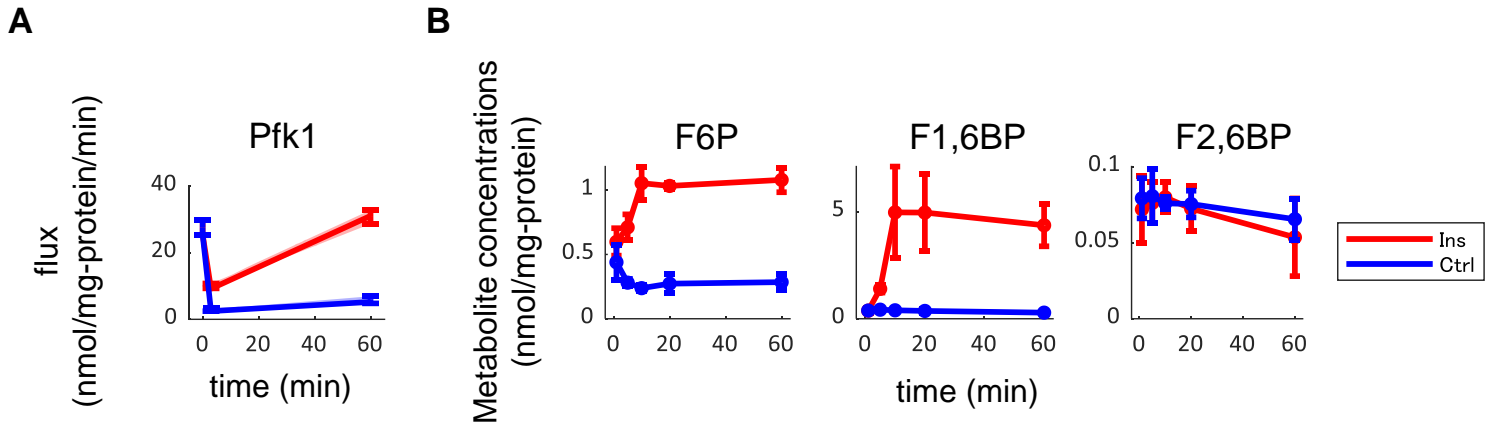 A
B
Pfk1
flux
(nmol/mg-protein/min)
40
20
0
0 20 40 60
time (min)
Metabolite concentrations
(nmol/mg-protein)
F6P
1
0.5
0
0 20 40 60
F1,6BP
5
0
0 20 40 60
time (min)
F2,6BP
0.1
0.05
0
0 20 40 60
Ins
Ctrl